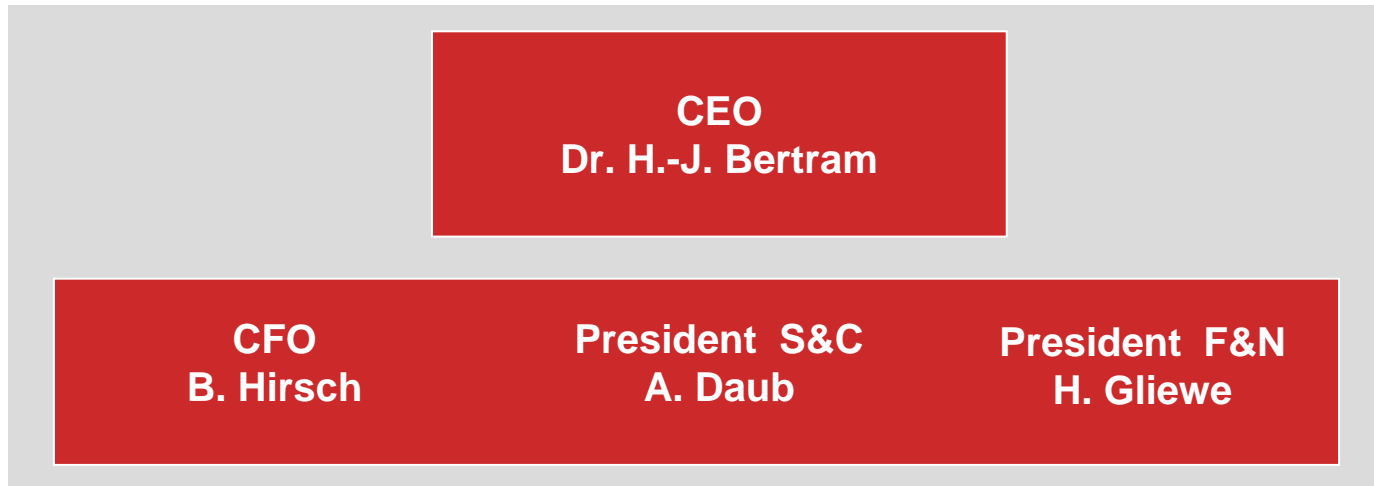 CEO
Dr. H.-J. Bertram
CFO
B. Hirsch
President S&C
A. Daub
President F&N
H. Gliewe